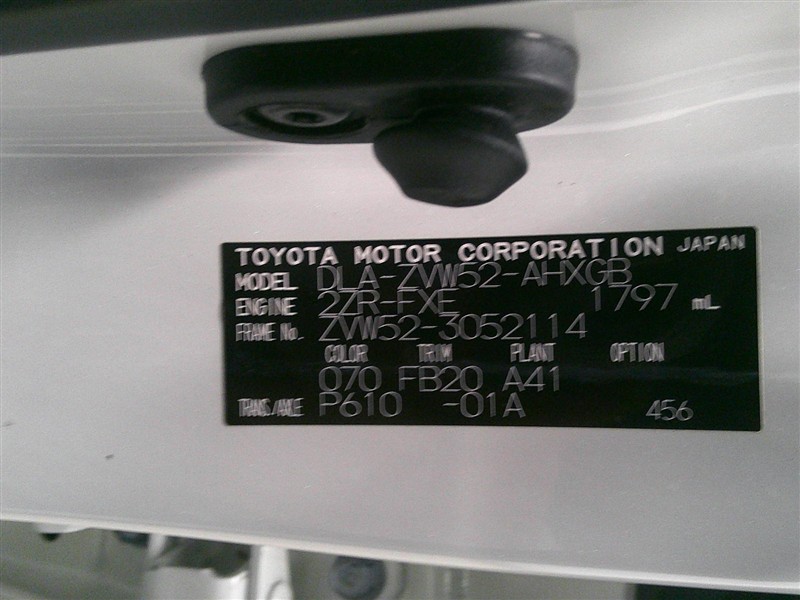 TOYOTA MOTOR CORPORATION JAPAN
MODEL DLA-ZVW52-AHXGB
ENGINE 2ZR-FXE 1797 mL
FRAME No. ZVW52-3052114
COLOR TRIM PLANT OPTION
070 FB20 A41
TRANS/AXLE P610 -01A 456